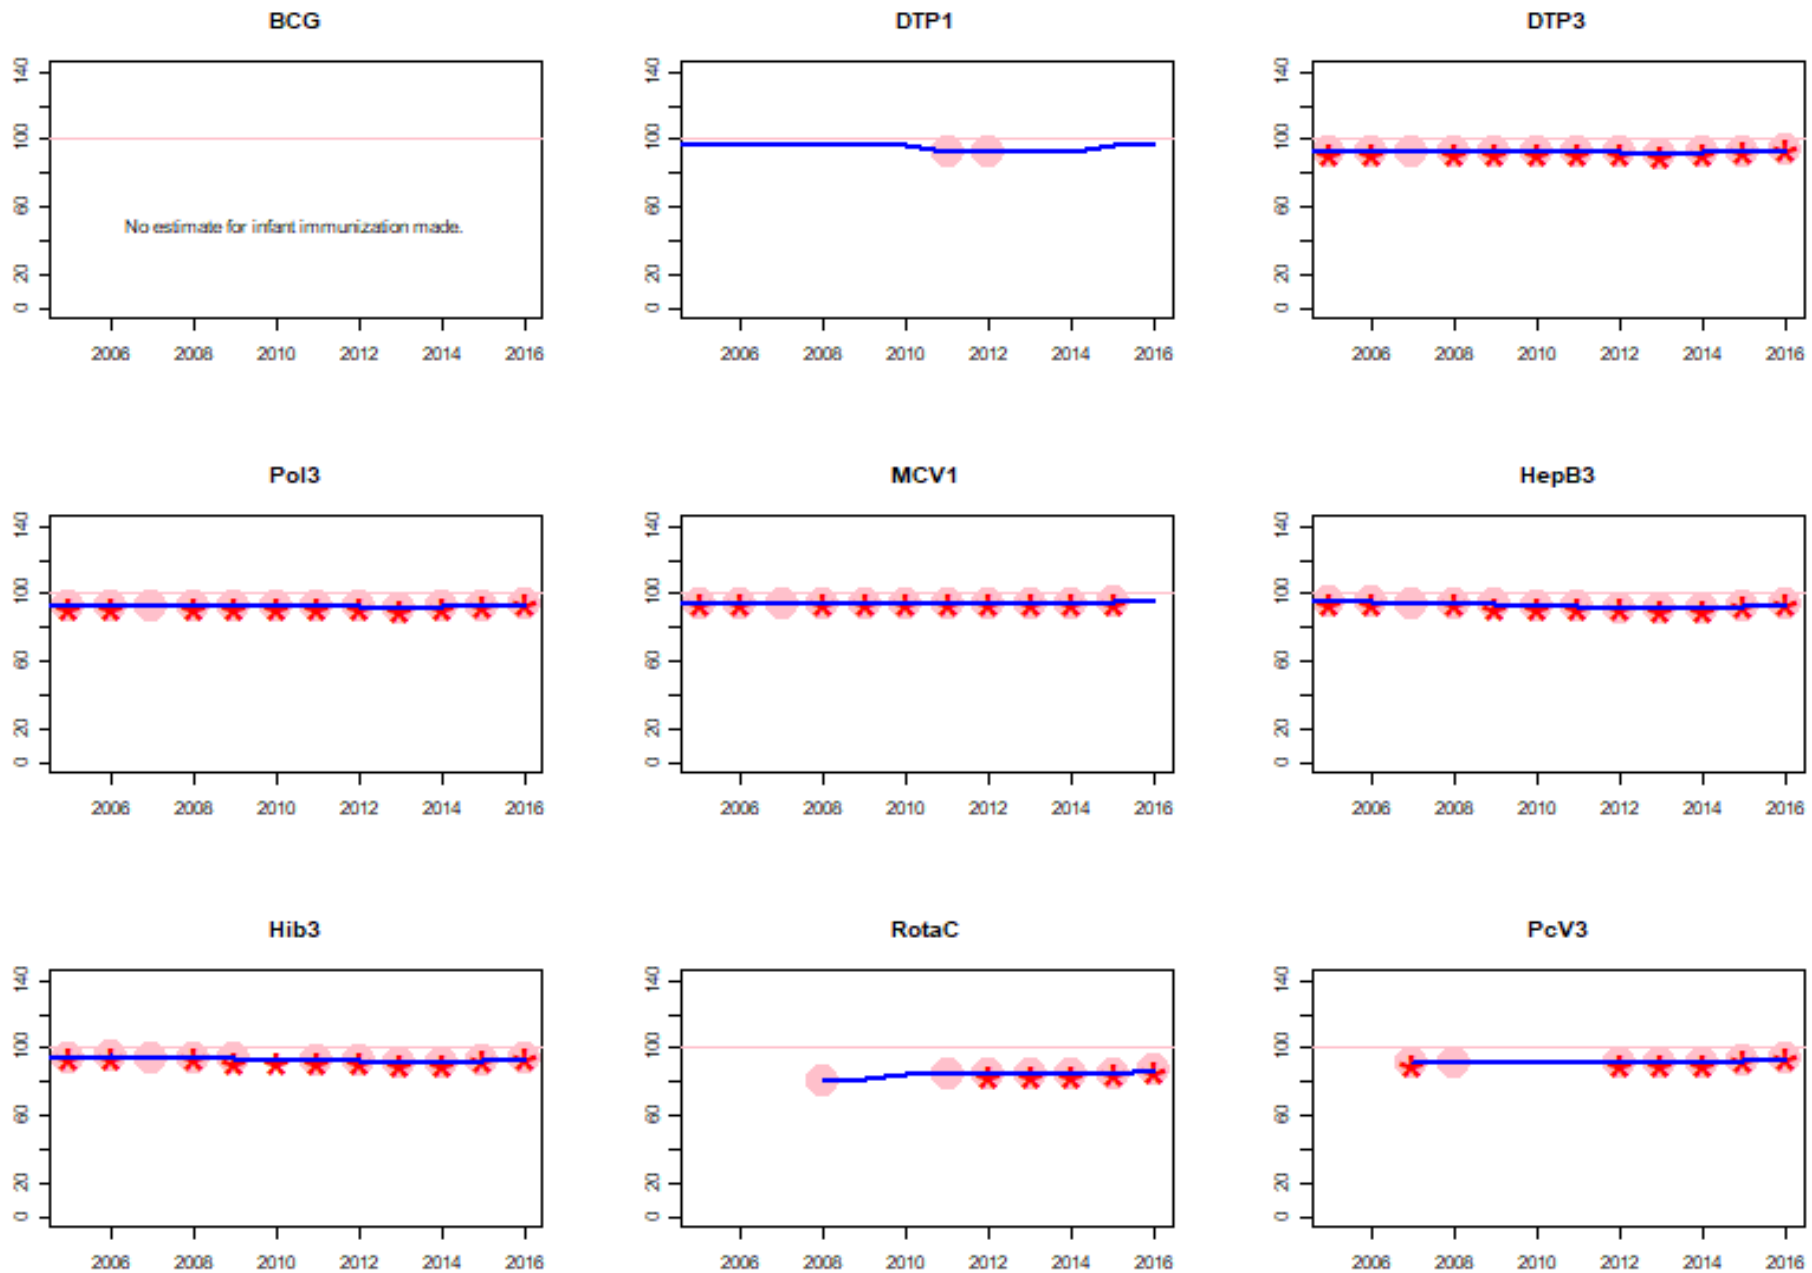 BCG
DTP1
DTP3
0 20 60 100 140
0 20 60 100 140
0 20 60 100 140
No estimate for infant immunization made.
2006 2008 2010 2012 2014 2016
2006 2008 2010 2012 2014 2016
2006 2008 2010 2012 2014 2016
Pol3
MCV1
HepB3
0 20 60 100 140
0 20 60 100 140
0 20 60 100 140
2006 2008 2010 2012 2014 2016
2006 2008 2010 2012 2014 2016
2006 2008 2010 2012 2014 2016
Hib3
RotaC
PcV3
0 20 60 100 140
0 20 60 100 140
0 20 60 100 140
2006 2008 2010 2012 2014 2016
2006 2008 2010 2012 2014 2016
2006 2008 2010 2012 2014 2016